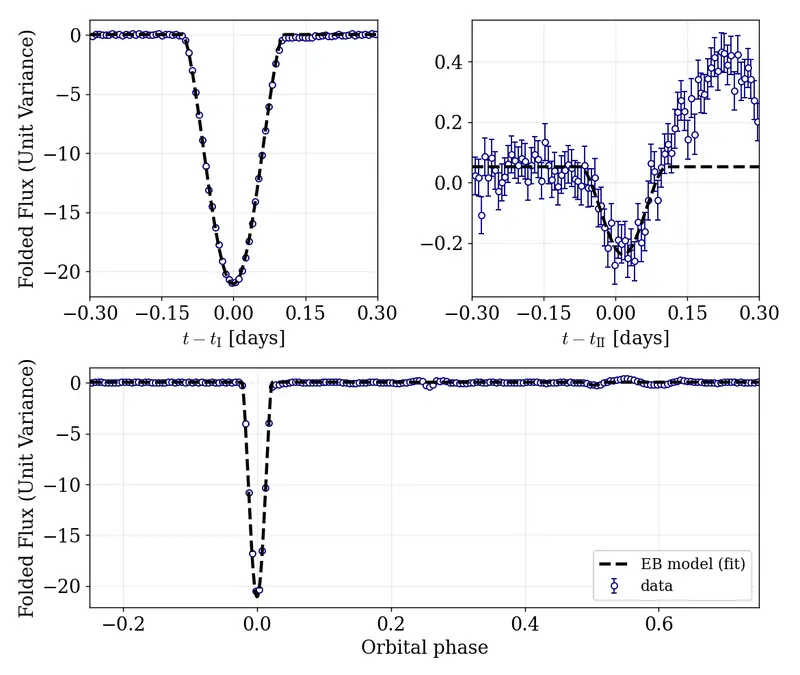 Folded Flux (Unit Variance)
0
−5
−10
−15
−20
−0.30 −0.15 0.00 0.15 0.30
t − tI [days]
0.4
0.2
0.0
−0.2
−0.30 −0.15 0.00 0.15 0.30
t − tII [days]
Folded Flux (Unit Variance)
0
−5
−10
−15
−20
−0.2 0.0 0.2 0.4 0.6
Orbital phase
EB model (fit)
data